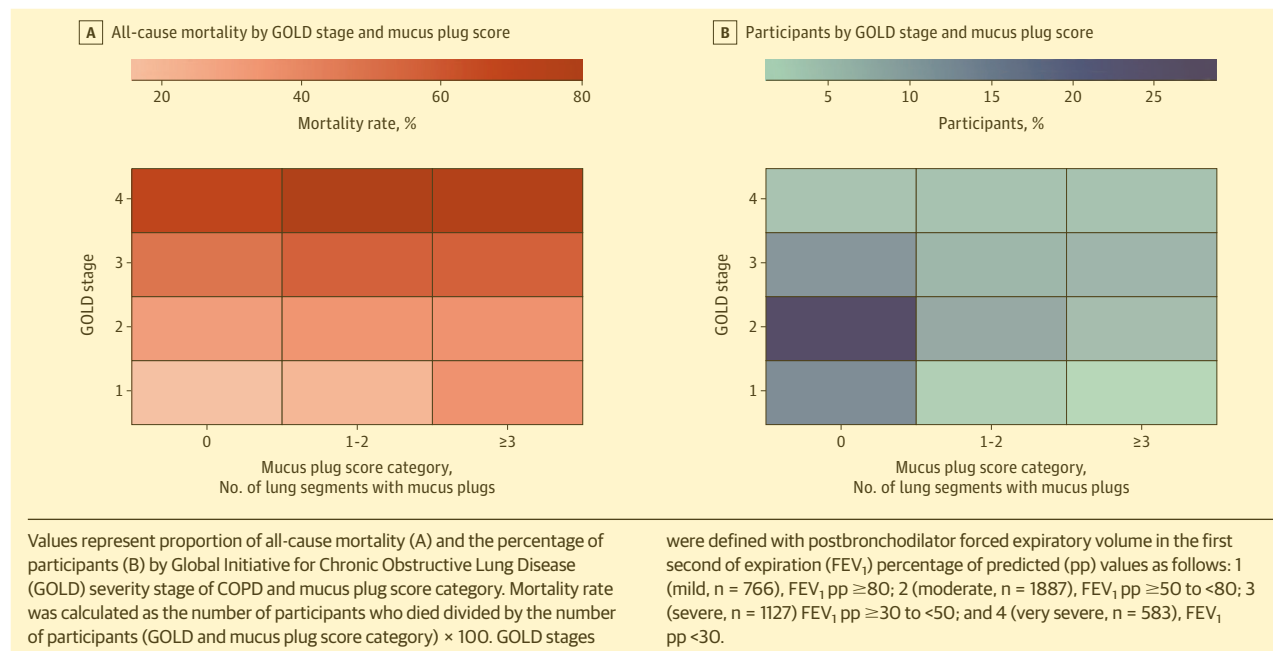 A All-cause mortality by GOLD stage and mucus plug score
20 40 60 80
Mortality rate, %
GOLD stage
4
3
2
1
0 1-2 ≥3
Mucus plug score category,
No. of lung segments with mucus plugs
B Participants by GOLD stage and mucus plug score
5 10 15 20 25
Participants, %
GOLD stage
4
3
2
1
0 1-2 ≥3
Mucus plug score category,
No. of lung segments with mucus plugs
Values represent proportion of all-cause mortality (A) and the percentage of
participants (B) by Global Initiative for Chronic Obstructive Lung Disease
(GOLD) severity stage of COPD and mucus plug score category. Mortality rate
was calculated as the number of participants who died divided by the number
of participants (GOLD and mucus plug score category) × 100. GOLD stages
were defined with postbronchodilator forced expiratory volume in the first
second of expiration (FEV₁) percentage of predicted (pp) values as follows: 1
(mild, n = 766), FEV₁ pp ≥80; 2 (moderate, n = 1887), FEV₁ pp ≥50 to <80; 3
(severe, n = 1127) FEV₁ pp ≥30 to <50; and 4 (very severe, n = 583), FEV₁
pp <30.